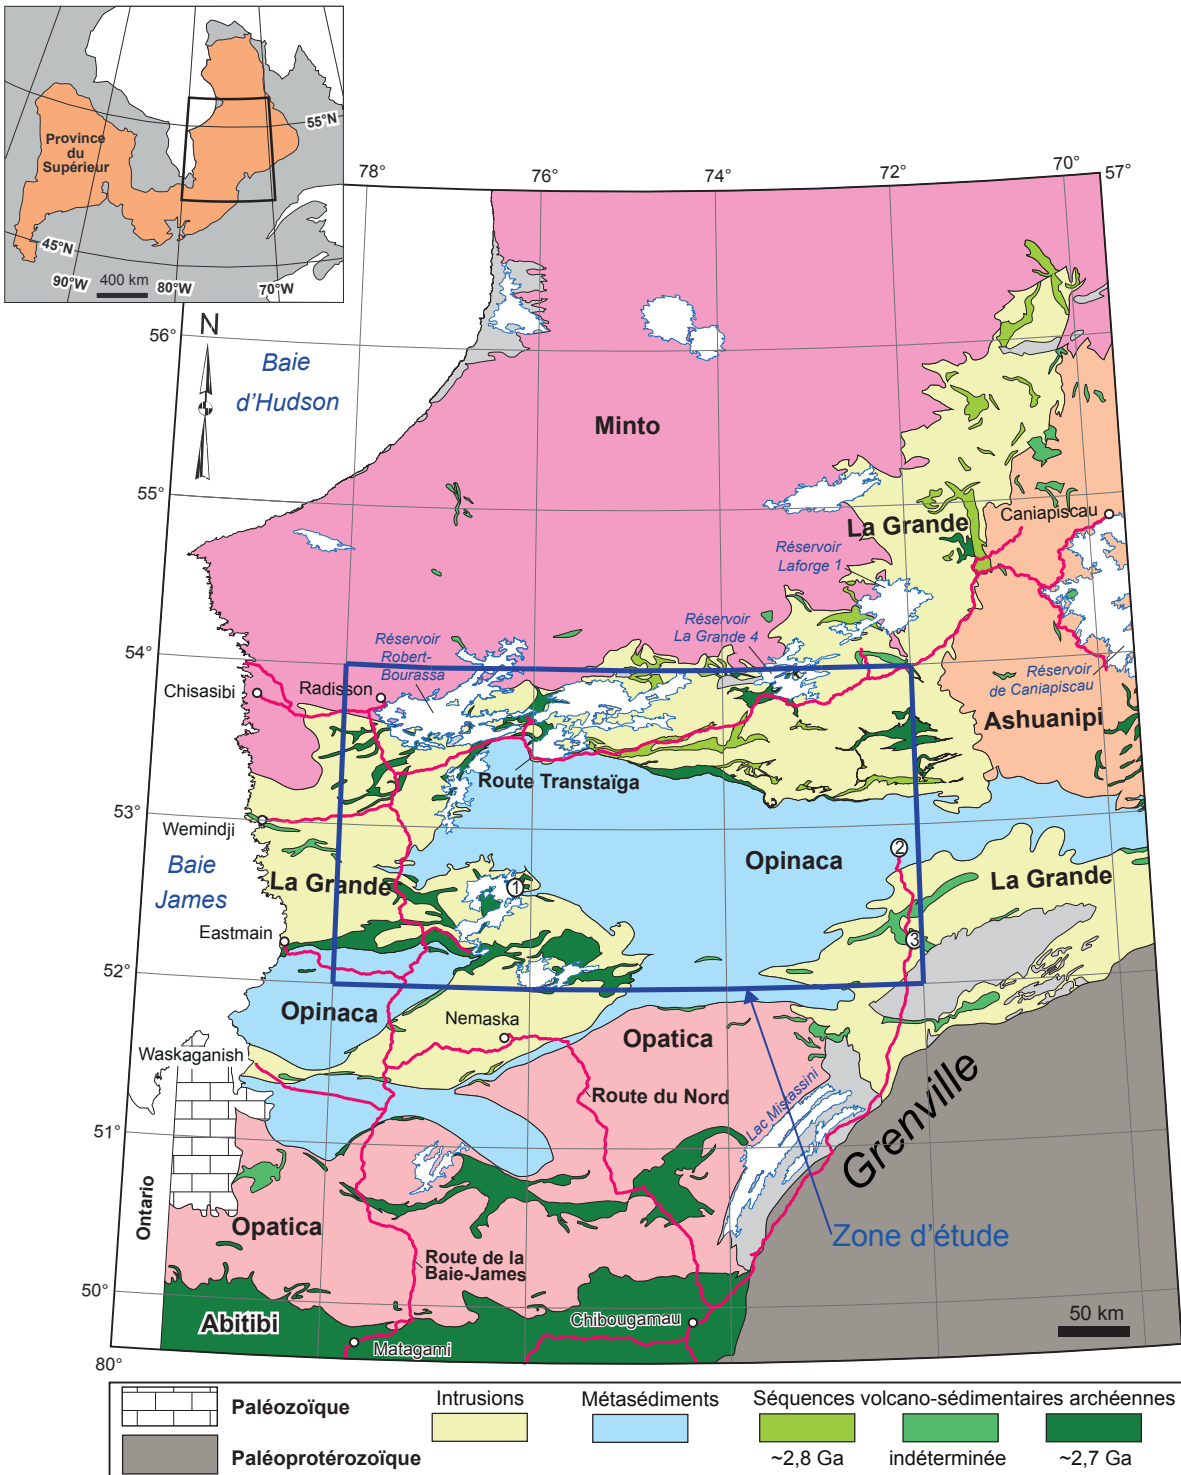 Province
du
Supérieur
55°N
45°N
90°W
400 km
80°W
70°W
78°
76°
74°
72°
70°
57°
N
56°
Baie
d'Hudson
Minto
55°
La Grande
Caniapiscau
Réservoir
Laforge 1
Réservoir
La Grande 4
Réservoir
Robert-
Bourassa
54°
Chisasibi
Radisson
Réservoir
de Caniapiscau
Ashuanipi
Route Transtaïga
53°
Wemindji
Baie
James
La Grande
1
Opinaca
2
La Grande
3
Eastmain
52°
Opinaca
Nemaska
Opatica
Waskaganish
Route du Nord
Lac Mistassini
51°
Grenville
Ontario
Opatica
Zone d'étude
Route de la
Baie-James
50°
Abitibi
Chibougamau
50 km
Matagami
80°
Paléozoïque
Intrusions
Métasédiments
Séquences volcano-sédimentaires archéennes
Paléoprotérozoïque
~2,8 Ga
indéterminée
~2,7 Ga